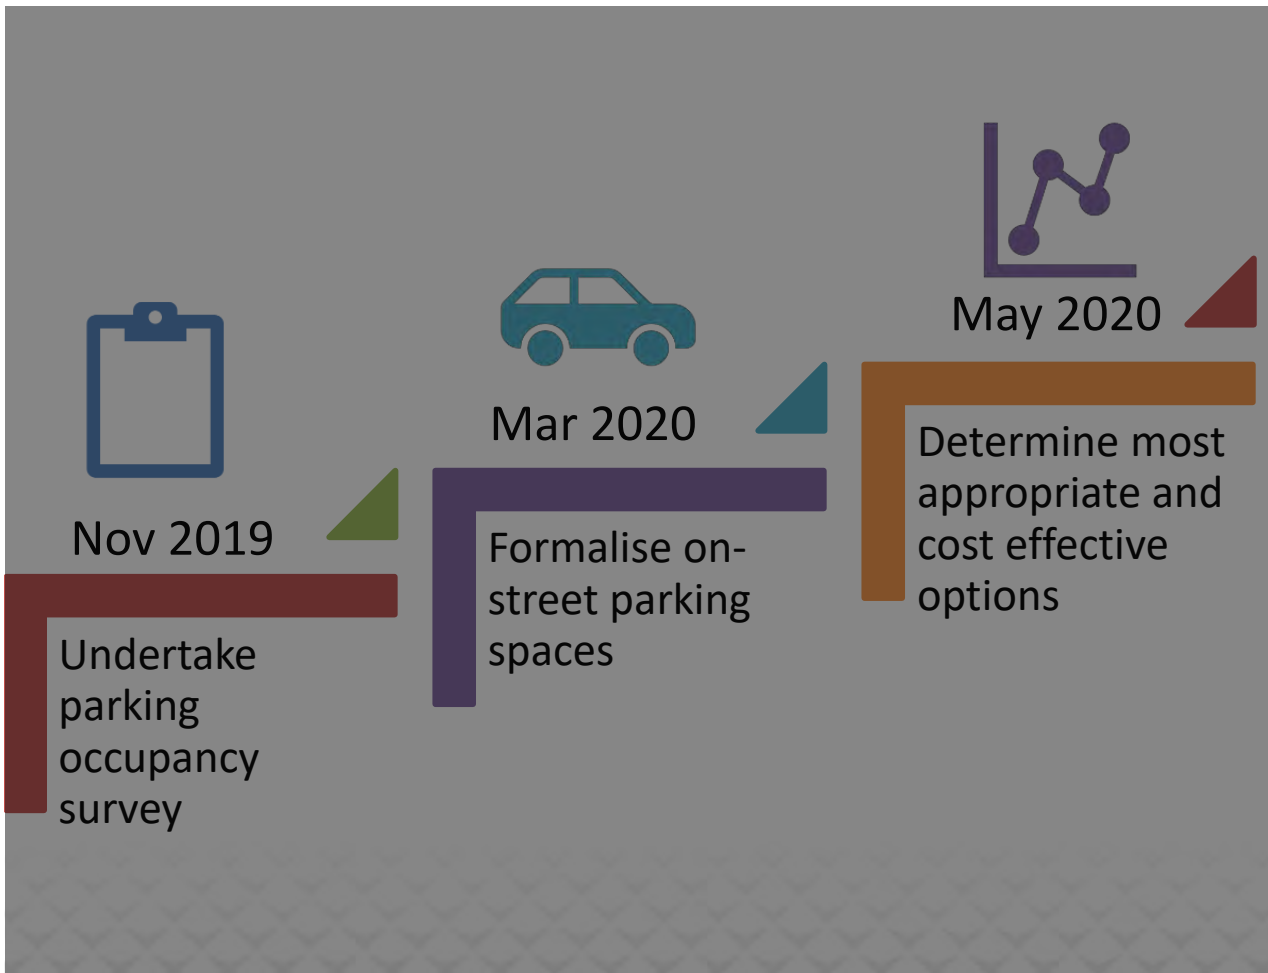 Nov 2019
Undertake
parking
occupancy
survey
Mar 2020
Formalise on-
street parking
spaces
May 2020
Determine most
appropriate and
cost effective
options